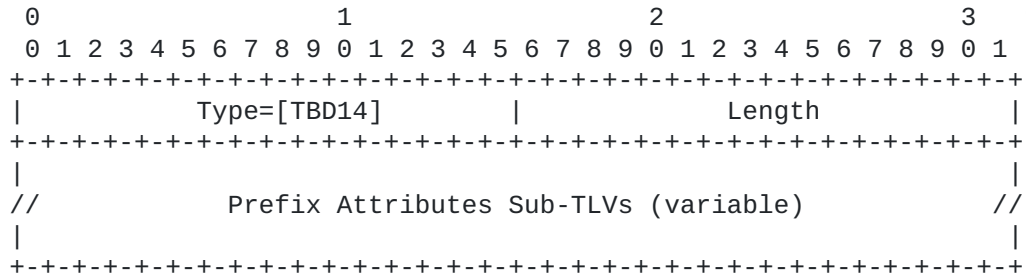 0                   1                   2                   3
 0 1 2 3 4 5 6 7 8 9 0 1 2 3 4 5 6 7 8 9 0 1 2 3 4 5 6 7 8 9 0 1
+-+-+-+-+-+-+-+-+-+-+-+-+-+-+-+-+-+-+-+-+-+-+-+-+-+-+-+-+-+-+-+-+
|           Type=[TBD14]        |             Length            |
+-+-+-+-+-+-+-+-+-+-+-+-+-+-+-+-+-+-+-+-+-+-+-+-+-+-+-+-+-+-+-+-+
|                                                               |
//            Prefix Attributes Sub-TLVs (variable)            //
|                                                               |
+-+-+-+-+-+-+-+-+-+-+-+-+-+-+-+-+-+-+-+-+-+-+-+-+-+-+-+-+-+-+-+-+